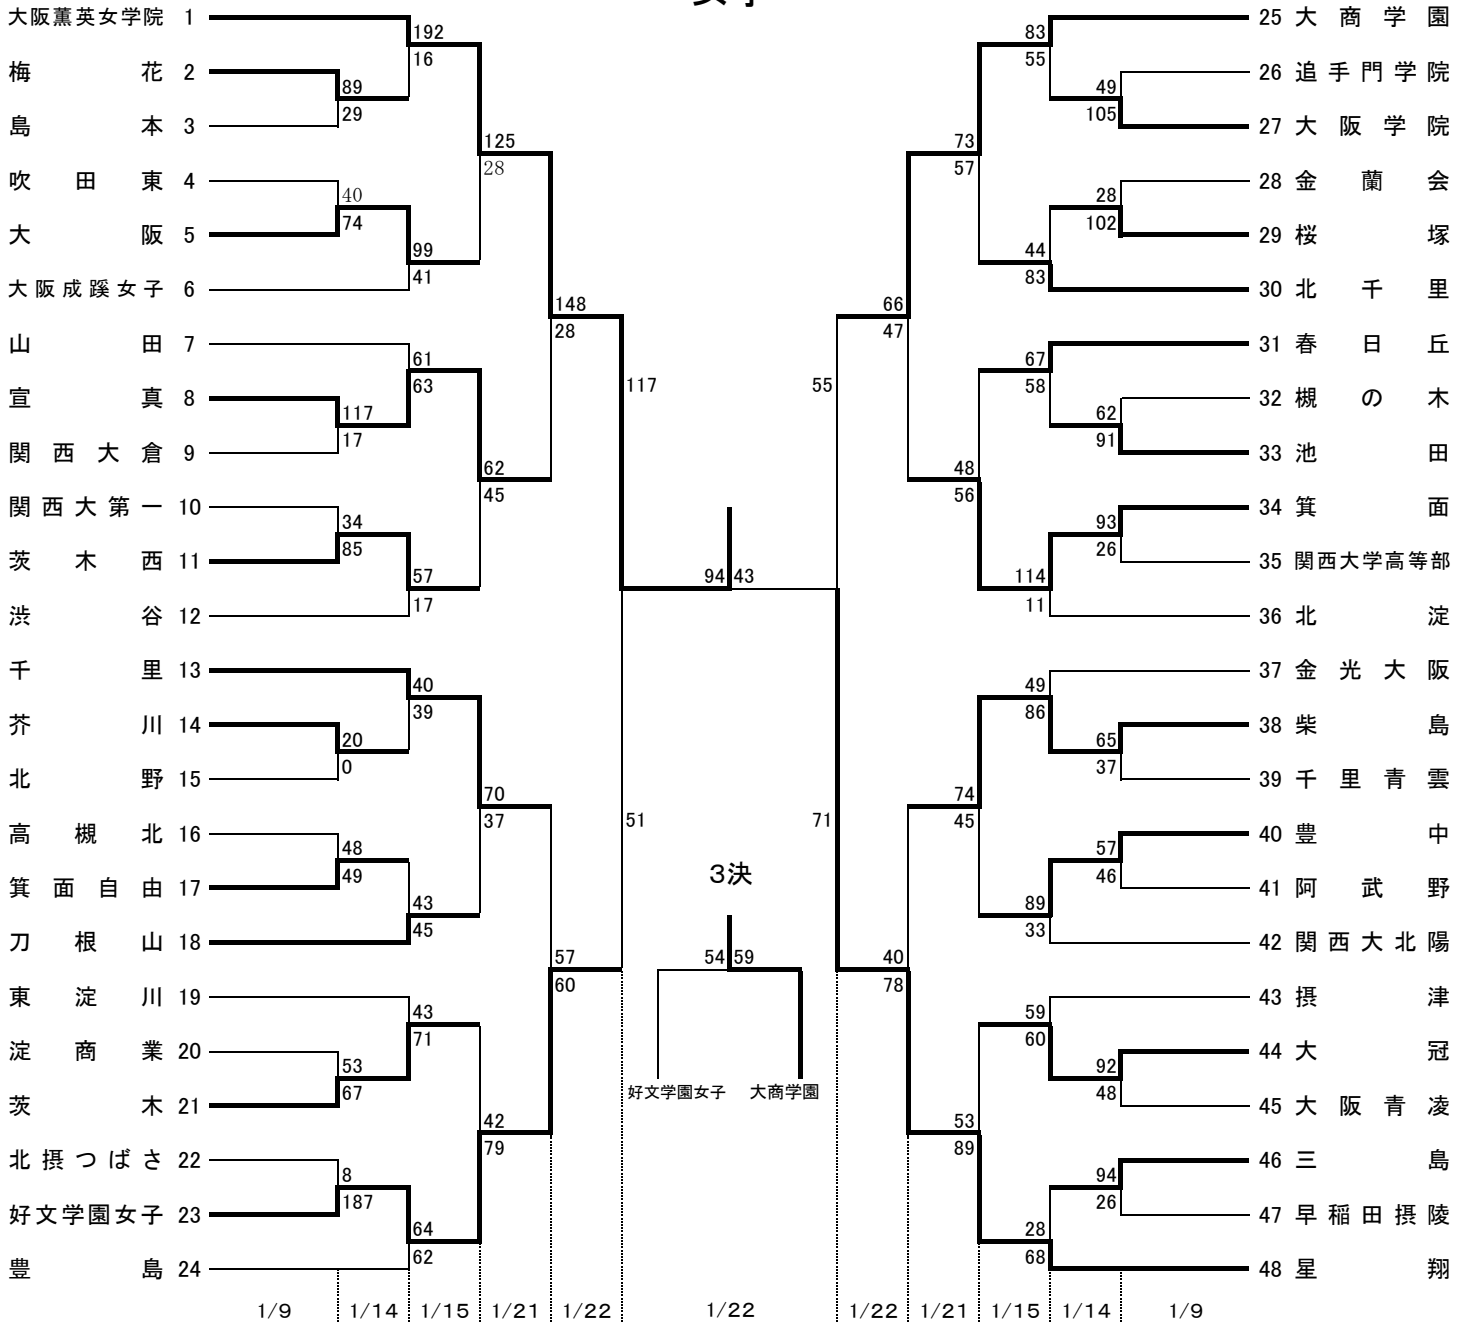 大阪薫英女学院 1
梅花 2
島本 3
吹田東 4
大阪 5
大阪成蹊女子 6
山田 7
宣真 8
関西大倉 9
関西大第一 10
茨木西 11
渋谷 12
千里 13
芥川 14
北野 15
高槻北 16
箕面自由 17
刀根山 18
東淀川 19
淀商業 20
茨木 21
北摂つばさ 22
好文学園女子 23
豊島 24
89
29
40
74
117
17
34
85
20
0
48
49
53
67
8
187
192
16
99
41
61
63
57
17
40
39
43
45
43
71
64
62
125
28
62
45
70
37
42
79
148
28
57
60
117
51
94 43
3決
54 59
好文学園女子 大商学園
55
71
66
47
40
78
73
57
48
56
74
45
53
89
83
55
44
83
67
58
114
11
49
86
89
33
59
60
28
68
49
105
28
102
62
91
93
26
65
37
57
46
92
48
94
26
25 大商学園
26 追手門学院
27 大阪学院
28 金蘭会
29 桜塚
30 北千里
31 春日丘
32 槻の木
33 池田
34 箕面
35 関西大学高等部
36 北淀
37 金光大阪
38 柴島
39 千里青雲
40 豊中
41 阿武野
42 関西大北陽
43 摂津
44 大冠
45 大阪青凌
46 三島
47 早稲田摂陵
48 星翔
1/9 1/14 1/15 1/21 1/22 1/22 1/22 1/21 1/15 1/14 1/9